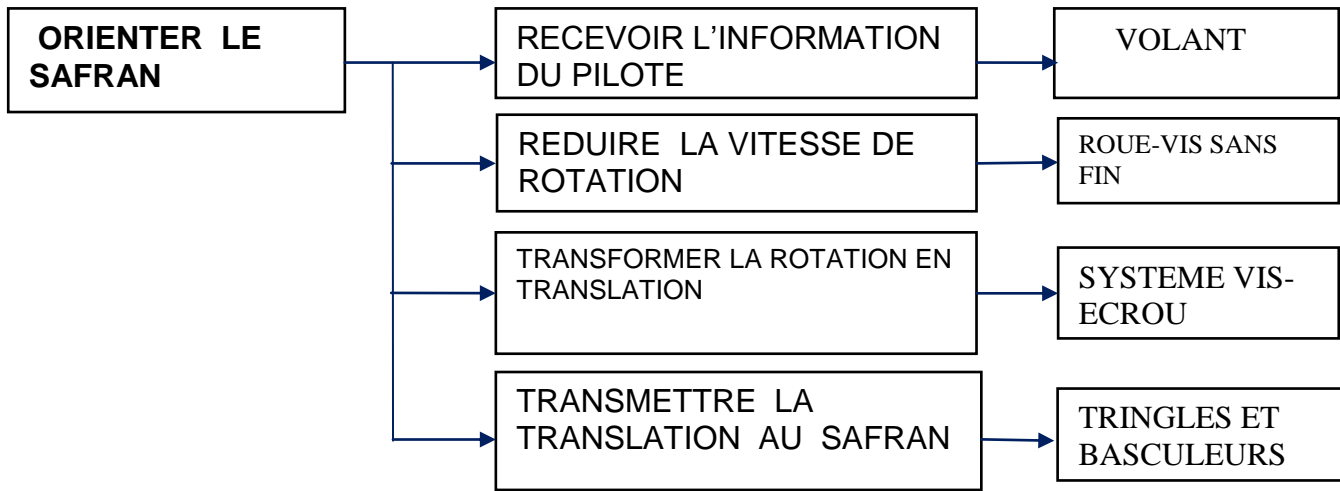 ORIENTER LE
SAFRAN
RECEVOIR L’INFORMATION
DU PILOTE
VOLANT
REDUIRE LA VITESSE DE
ROTATION
ROUE-VIS SANS
FIN
TRANSFORMER LA ROTATION EN
TRANSLATION
SYSTEME VIS-
ECROU
TRANSMETTRE LA
TRANSLATION AU SAFRAN
TRINGLES ET
BASCULEURS